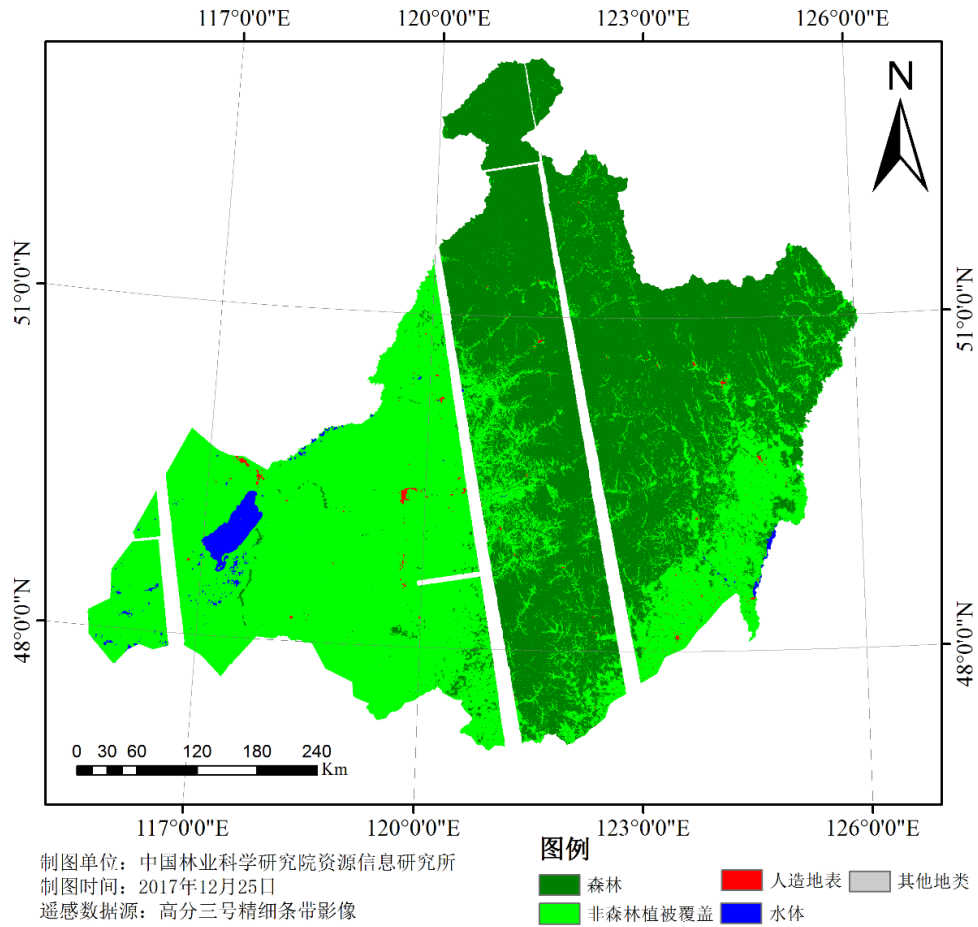 117°0'0"E 120°0'0"E 123°0'0"E 126°0'0"E
N
51°0'0"N
51°0'0"N
48°0'0"N
48°0'0"N
0 30 60 120 180 240
Km
117°0'0"E 120°0'0"E 123°0'0"E 126°0'0"E
制图单位：中国林业科学研究院资源信息研究所
制图时间：2017年12月25日
遥感数据源：高分三号精细条带影像
图例
森林 人造地表 其他地类
非森林植被覆盖 水体